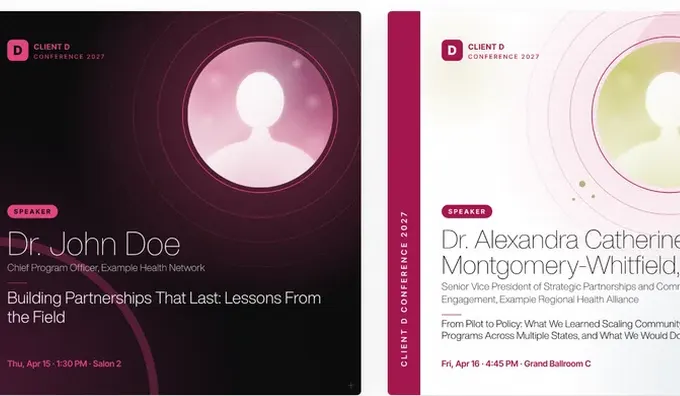 D
CLIENT D
CONFERENCE 2027
SPEAKER
Dr. John Doe
Chief Program Officer, Example Health Network
Building Partnerships That Last: Lessons From
the Field
Thu, Apr 15 · 1:30 PM · Salon 2
CLIENT D CONFERENCE 2027
D
CLIENT D
CONFERENCE 2027
SPEAKER
Dr. Alexandra Catherine
Montgomery-Whitfield,
Senior Vice President of Strategic Partnerships and
Engagement, Example Regional Health Alliance
From Pilot to Policy: What We Learned Scaling
Programs Across Multiple States, and What We Would
Fri, Apr 16 · 4:45 PM · Grand Ballroom C